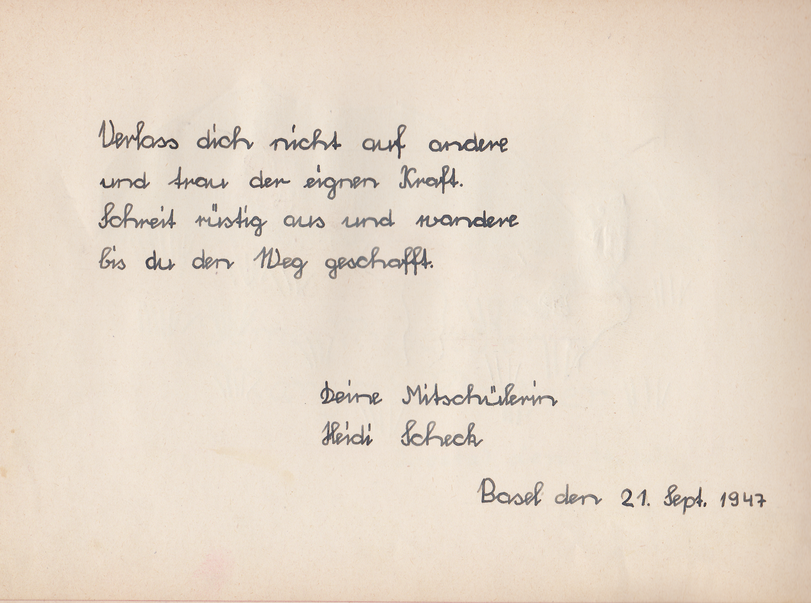 Verlass dich nicht auf andere
und trau der eignen Kraft.
Schreit rüstig aus und wandere
bis du den Weg geschafft.
Deine Mitschülerin
Heidi Scheck
Basel den 21. Sept. 1947